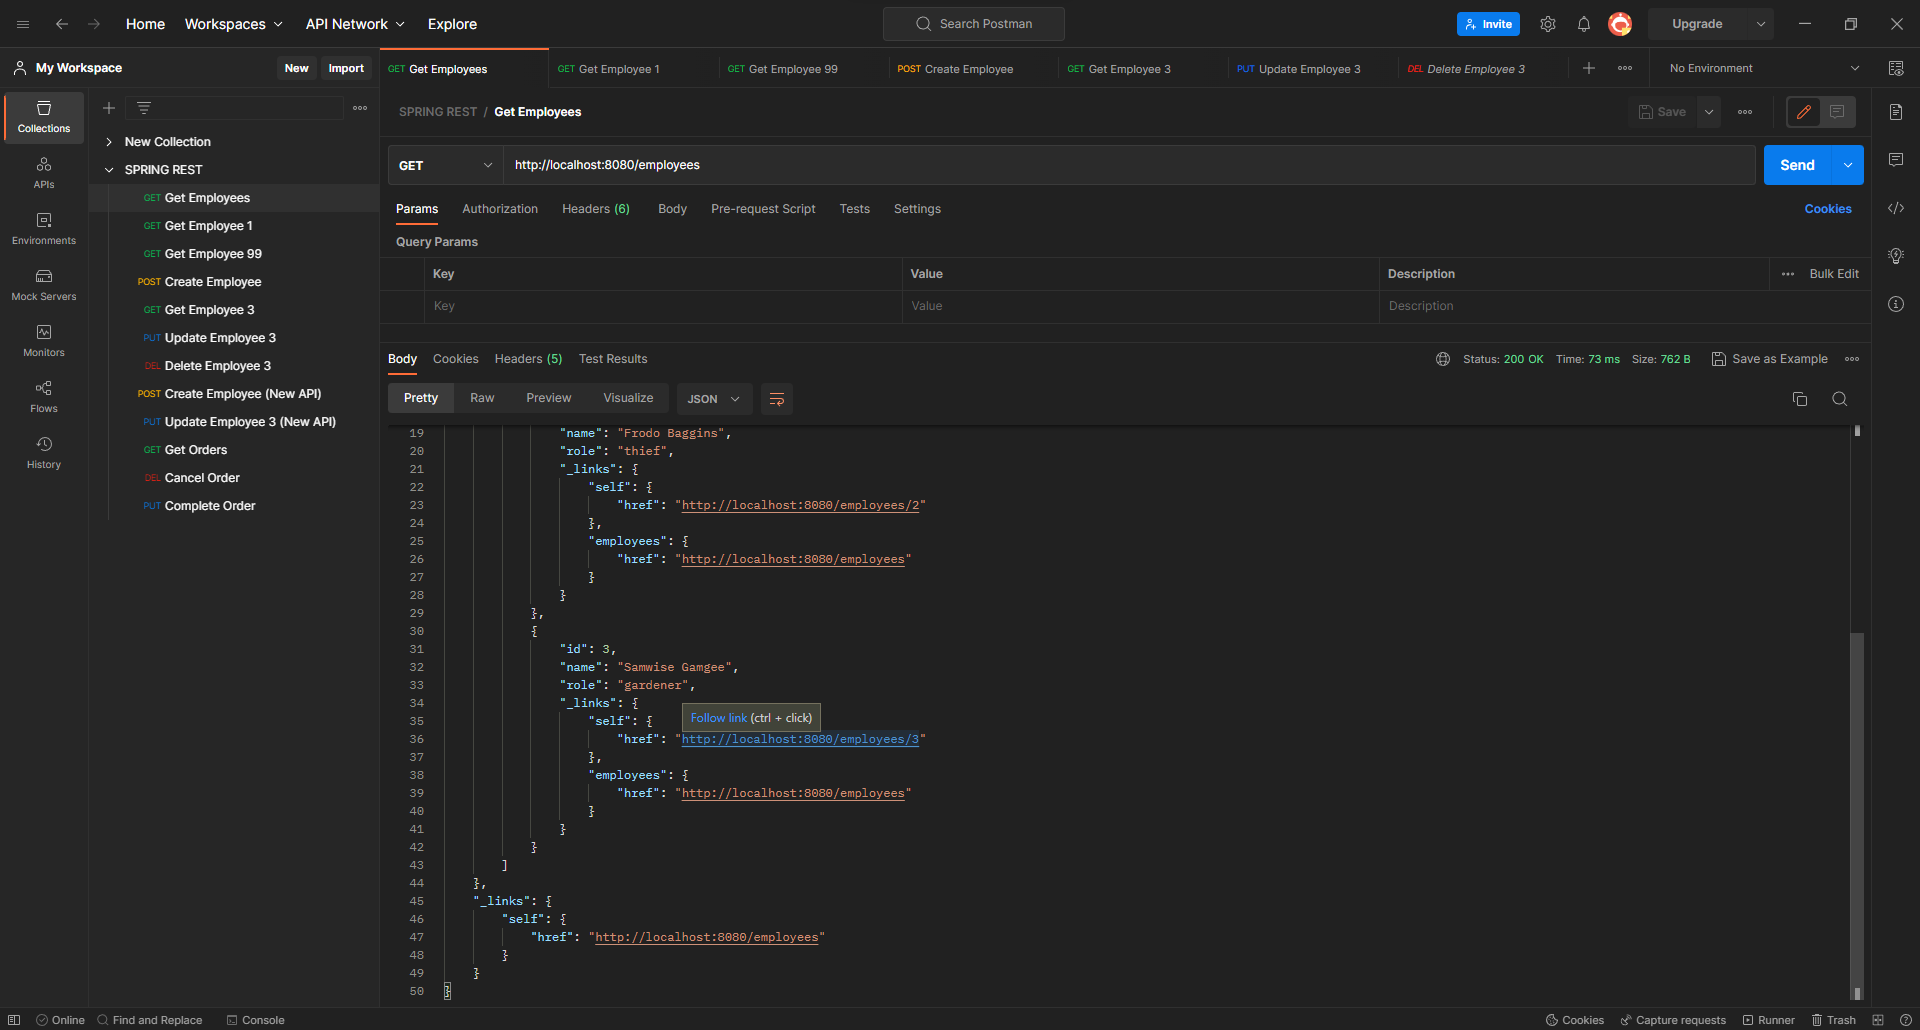 Home Workspaces API Network Explore Search Postman Invite Upgrade
My Workspace New Import
GET Get Employees GET Get Employee 1 GET Get Employee 99 POST Create Employee GET Get Employee 3 PUT Update Employee 3 DEL Delete Employee 3 No Environment
Collections
APIs
Environments
Mock Servers
Monitors
Flows
History
New Collection
SPRING REST
GET Get Employees
GET Get Employee 1
GET Get Employee 99
POST Create Employee
GET Get Employee 3
PUT Update Employee 3
DEL Delete Employee 3
POST Create Employee (New API)
PUT Update Employee 3 (New API)
GET Get Orders
DEL Cancel Order
PUT Complete Order
SPRING REST / Get Employees Save
GET http://localhost:8080/employees Send
Params Authorization Headers (6) Body Pre-request Script Tests Settings Cookies
Query Params
Key Value Description Bulk Edit
Key Value Description
Body Cookies Headers (5) Test Results Status: 200 OK Time: 73 ms Size: 762 B Save as Example
Pretty Raw Preview Visualize JSON
19 "name": "Frodo Baggins",
20 "role": "thief",
21 "_links": {
22 "self": {
23 "href": "http://localhost:8080/employees/2"
24 },
25 "employees": {
26 "href": "http://localhost:8080/employees"
27 }
28 }
29 },
30 {
31 "id": 3,
32 "name": "Samwise Gamgee",
33 "role": "gardener",
34 "_links": {
35 "self": {
Follow link (ctrl + click)
36 "href": "http://localhost:8080/employees/3"
37 },
38 "employees": {
39 "href": "http://localhost:8080/employees"
40 }
41 }
42 }
43 ]
44 },
45 "_links": {
46 "self": {
47 "href": "http://localhost:8080/employees"
48 }
49 }
50 }
Online Find and Replace Console Cookies Capture requests Runner Trash